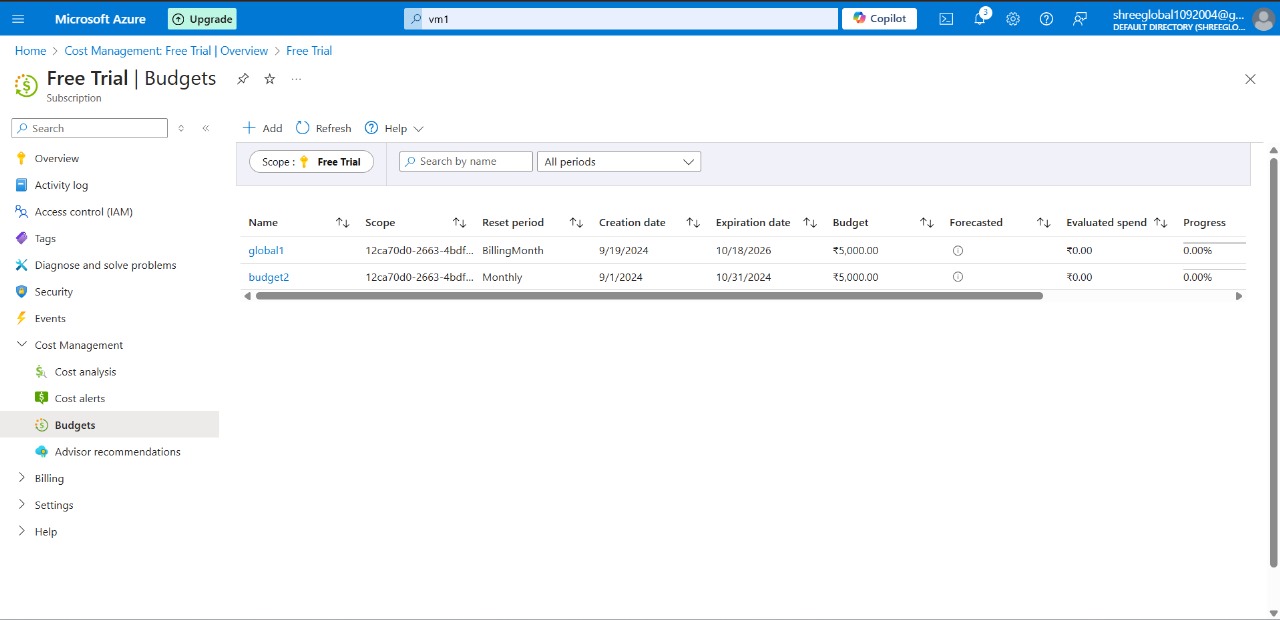 Microsoft Azure Upgrade vm1 Copilot 3 shreeglobal1092004@g...
DEFAULT DIRECTORY (SHREEGLO...
Home > Cost Management: Free Trial | Overview > Free Trial
Free Trial | Budgets ...
Subscription
Search
Add Refresh Help
Scope : Free Trial Search by name All periods
Overview
Activity log
Access control (IAM)
Tags
Diagnose and solve problems
Security
Events
Cost Management
Cost analysis
Cost alerts
Budgets
Advisor recommendations
Billing
Settings
Help
Name Scope Reset period Creation date Expiration date Budget Forecasted Evaluated spend Progress
global1 12ca70d0-2663-4bdf... BillingMonth 9/19/2024 10/18/2026 ₹5,000.00 ₹0.00 0.00%
budget2 12ca70d0-2663-4bdf... Monthly 9/1/2024 10/31/2024 ₹5,000.00 ₹0.00 0.00%